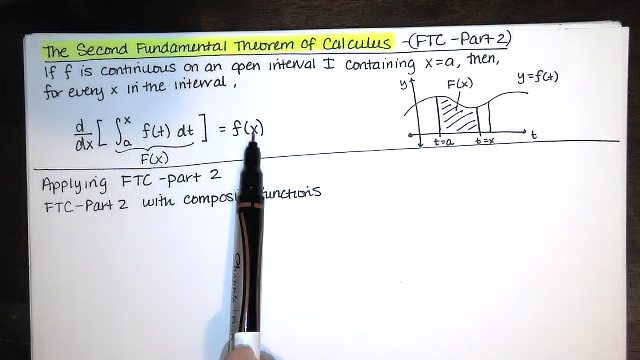 The Second Fundamental Theorem of Calculus - (FTC - Part 2)
If f is continuous on an open interval I containing x=a, then,
for every x in the interval,
d/dx [ ∫ₐˣ f(t) dt ] = f(x)
F(x)
y
F(x)
y=f(t)
t=a
t=x
t
Applying FTC - part 2
FTC - Part 2 with functions